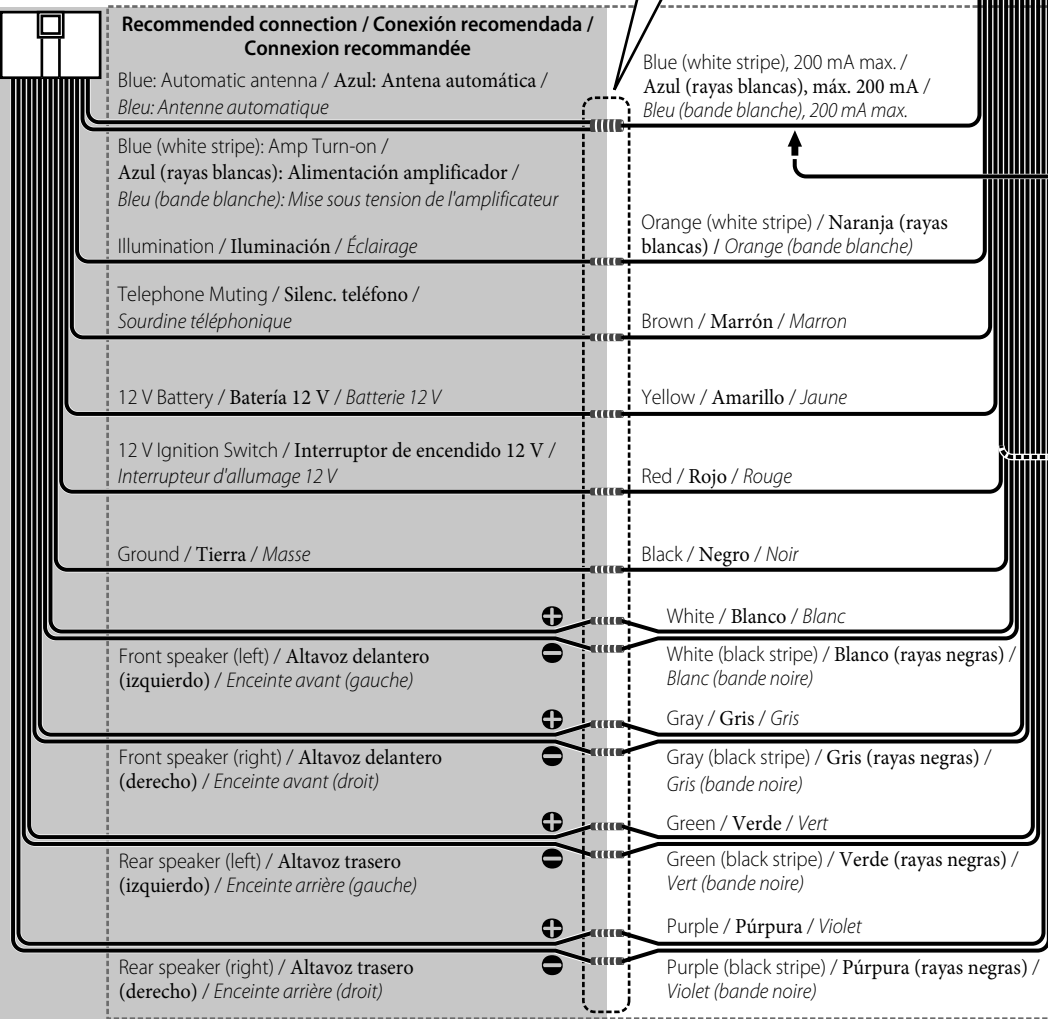 Recommended connection / Conexión recomendada /
Connexion recommandée
Blue: Automatic antenna / Azul: Antena automática /
Bleu: Antenne automatique
Blue (white stripe): Amp Turn-on /
Azul (rayas blancas): Alimentación amplificador /
Bleu (bande blanche): Mise sous tension de l'amplificateur
Blue (white stripe), 200 mA max. /
Azul (rayas blancas), máx. 200 mA /
Bleu (bande blanche), 200 mA max.
Illumination / Iluminación / Éclairage
Orange (white stripe) / Naranja (rayas
blancas) / Orange (bande blanche)
Telephone Muting / Silenc. teléfono /
Sourdine téléphonique
Brown / Marrón / Marron
12 V Battery / Batería 12 V / Batterie 12 V
Yellow / Amarillo / Jaune
12 V Ignition Switch / Interruptor de encendido 12 V /
Interrupteur d'allumage 12 V
Red / Rojo / Rouge
Ground / Tierra / Masse
Black / Negro / Noir
White / Blanco / Blanc
Front speaker (left) / Altavoz delantero
(izquierdo) / Enceinte avant (gauche)
White (black stripe) / Blanco (rayas negras) /
Blanc (bande noire)
Gray / Gris / Gris
Front speaker (right) / Altavoz delantero
(derecho) / Enceinte avant (droit)
Gray (black stripe) / Gris (rayas negras) /
Gris (bande noire)
Green / Verde / Vert
Rear speaker (left) / Altavoz trasero
(izquierdo) / Enceinte arrière (gauche)
Green (black stripe) / Verde (rayas negras) /
Vert (bande noire)
Purple / Púrpura / Violet
Rear speaker (right) / Altavoz trasero
(derecho) / Enceinte arrière (droit)
Purple (black stripe) / Púrpura (rayas negras) /
Violet (bande noire)